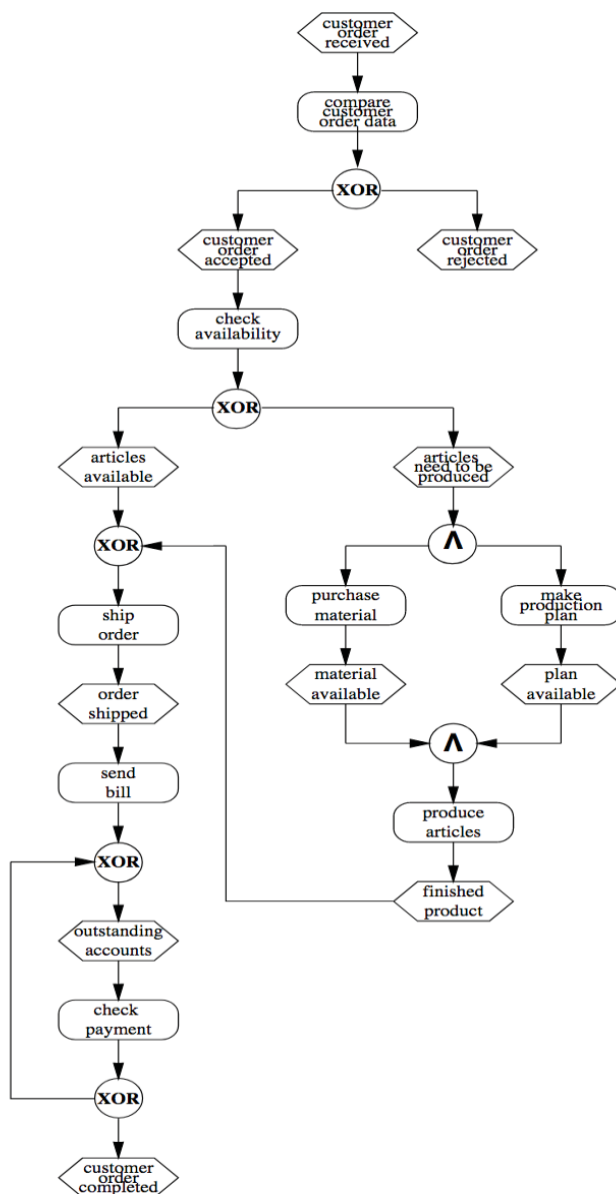 customer
order
received
compare
customer
order data
XOR
customer
order
accepted
customer
order
rejected
check
availability
XOR
articles
available
articles
need to be
produced
XOR
Λ
purchase
material
make
production
plan
ship
order
material
available
plan
available
order
shipped
Λ
send
bill
produce
articles
XOR
finished
product
outstanding
accounts
check
payment
XOR
customer
order
completed